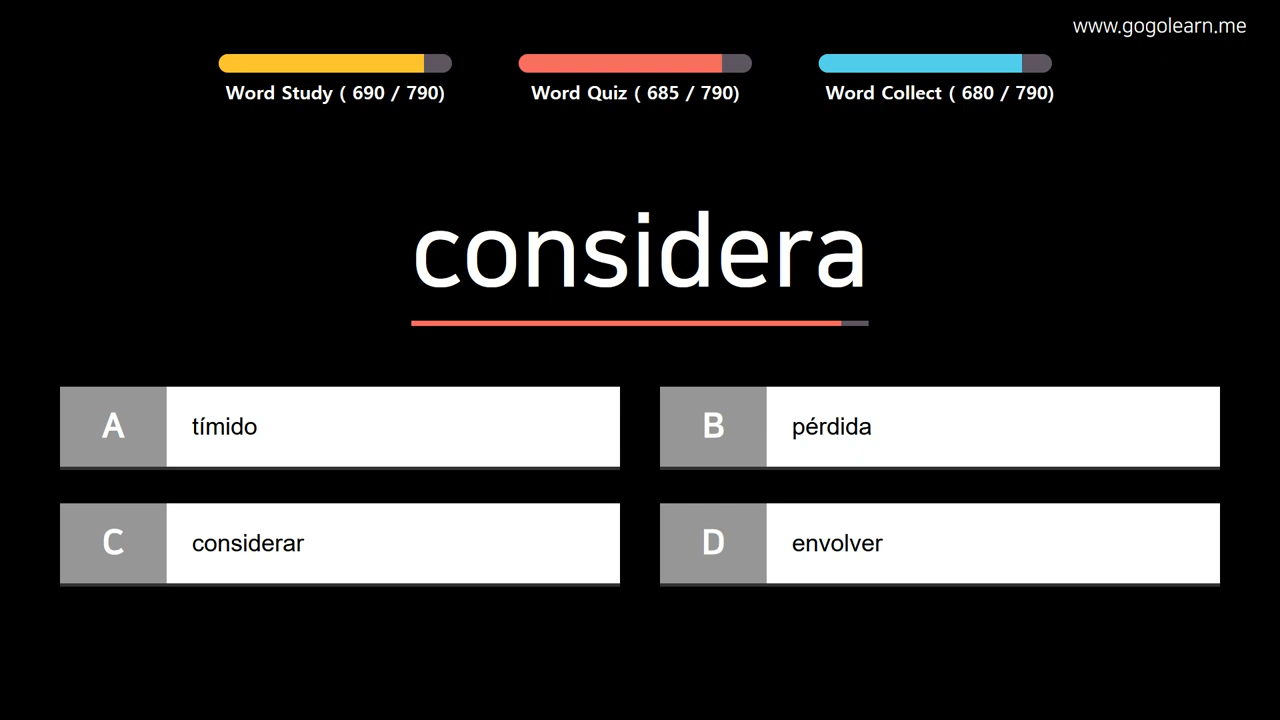 www.gogolearn.me
Word Study ( 690 / 790)
Word Quiz ( 685 / 790)
Word Collect ( 680 / 790)
considera
A tímido
B pérdida
C considerar
D envolver